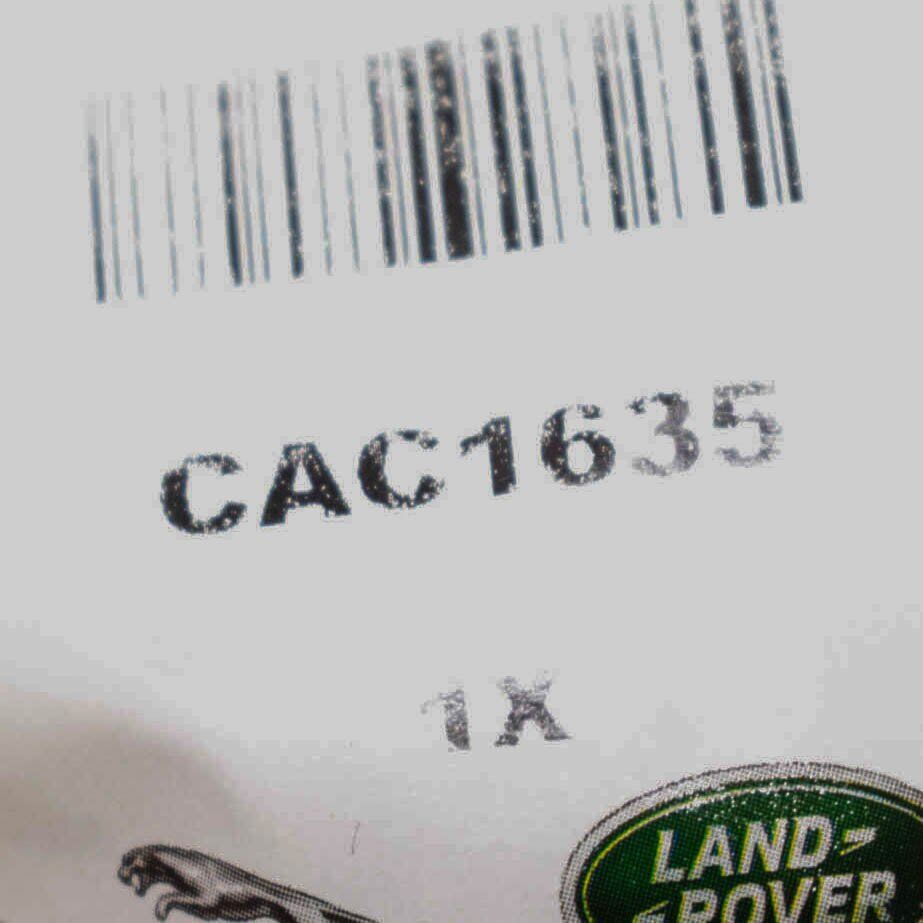 CAC1635
1X
LAND-
-ROVER